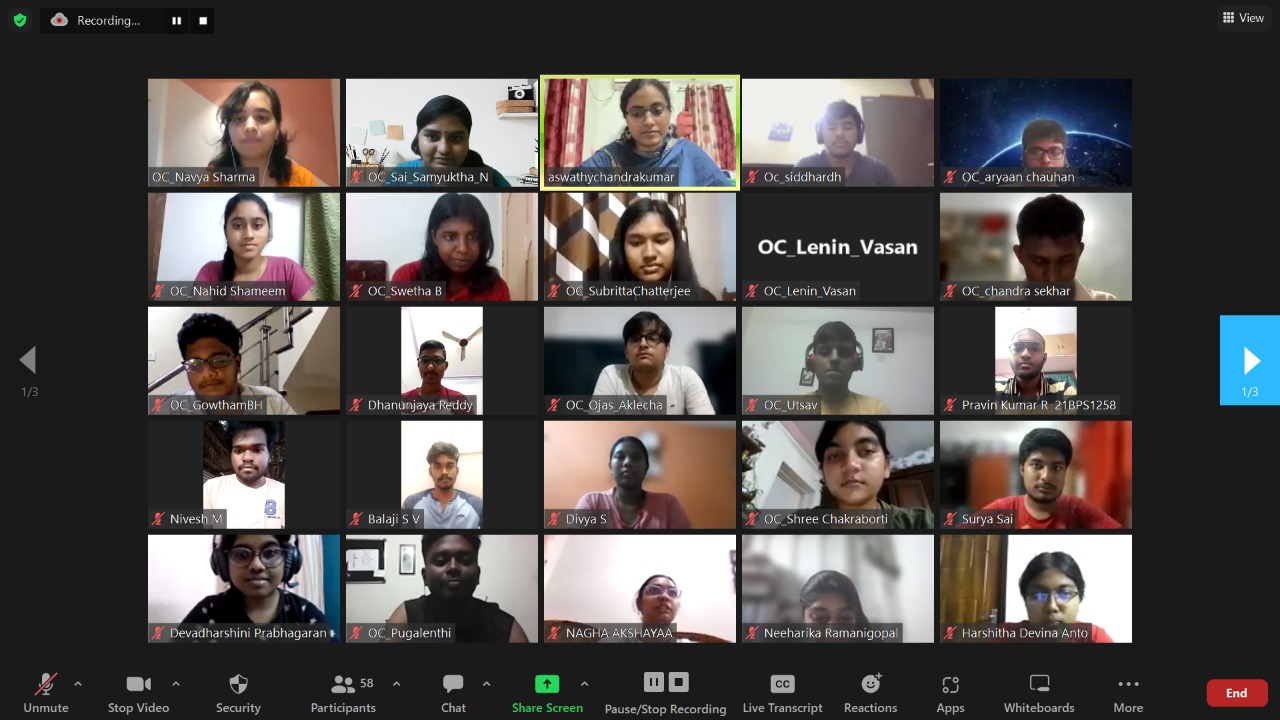 Recording...
View
OC_Navya Sharma
OC_Sai_Samyuktha_N
aswathychandrakumar
Oc_siddhardh
OC_aryaan chauhan
OC_Nahid Shameem
OC_Swetha B
OC_SubrittaChatterjee
OC_Lenin_Vasan
OC_Lenin_Vasan
OC_chandra sekhar
1/3
1/3
OC_GowthamBH
Dhanunjaya Reddy
OC_Ojas_Aklecha
OC_Utsav
Pravin Kumar R 21BPS1258
Nivesh M
Balaji S V
Divya S
OC_Shree Chakraborti
Surya Sai
Devadharshini Prabhagaran
OC_Pugalenthi
NAGHA AKSHAYAA
Neeharika Ramanigopal
Harshitha Devina Anto
58
CC
Unmute
Stop Video
Security
Participants
Chat
Share Screen
Pause/Stop Recording
Live Transcript
Reactions
Apps
Whiteboards
More
End